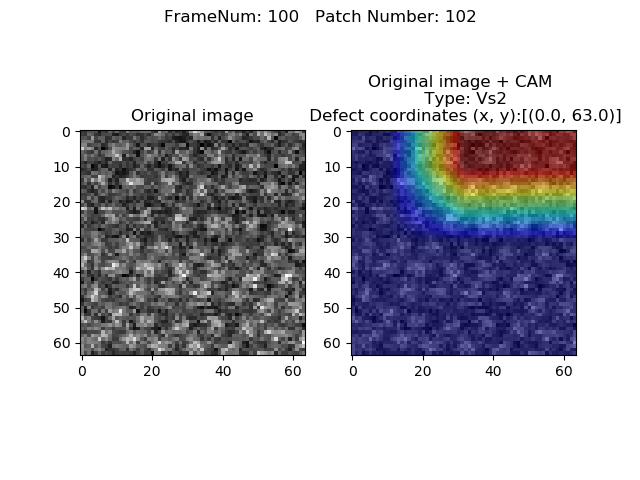 FrameNum: 100   Patch Number: 102
Original image
0
10
20
30
40
50
60
0 20 40 60
Original image + CAM
Type: Vs2
Defect coordinates (x, y):[(0.0, 63.0)]
0
10
20
30
40
50
60
0 20 40 60